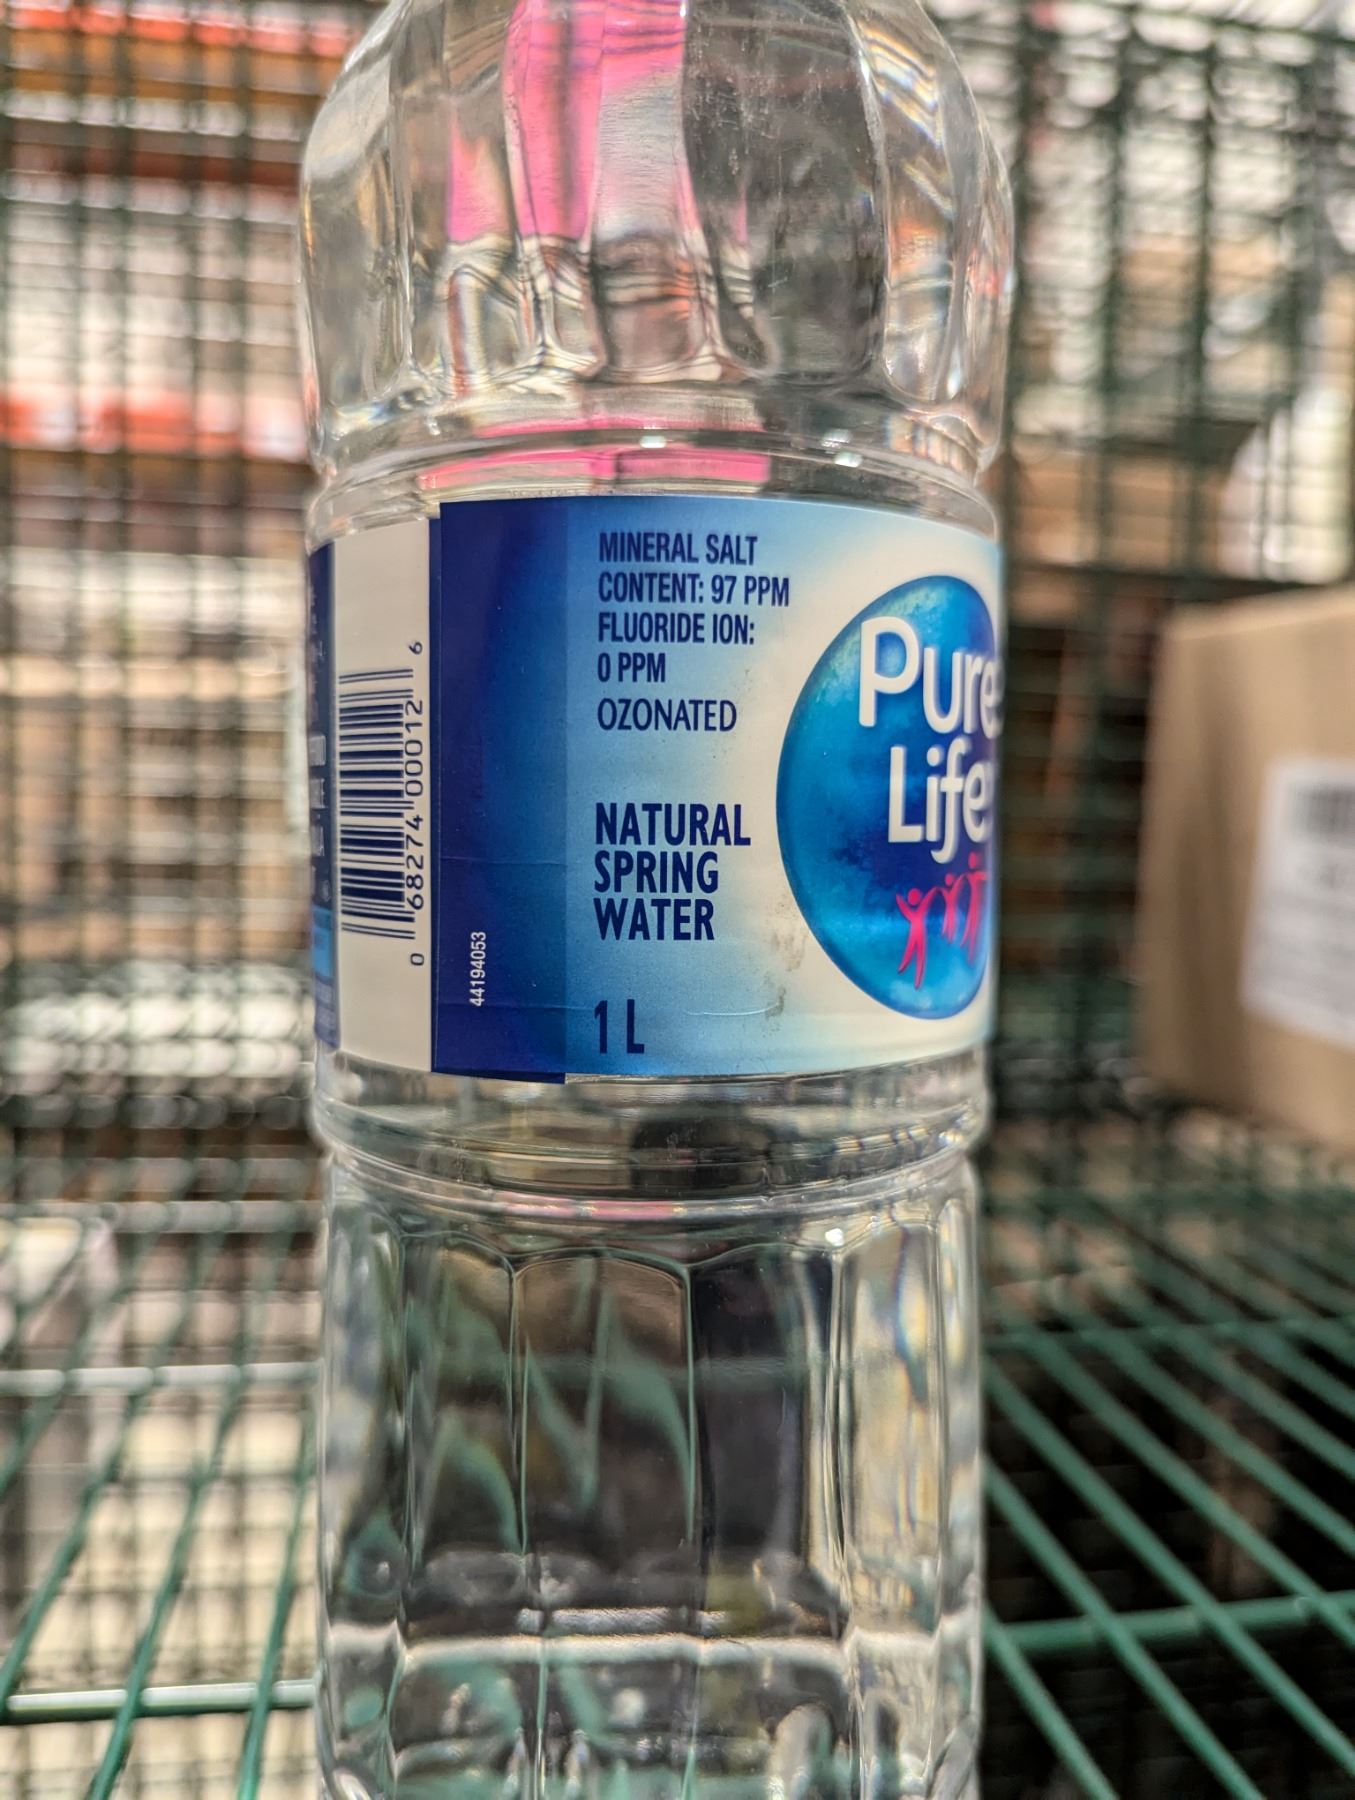 MINERAL SALT
CONTENT: 97 PPM
FLUORIDE ION:
0 PPM
OZONATED
NATURAL
SPRING
WATER
1 L
Pure
Life
0 68274 00012 6
44194053